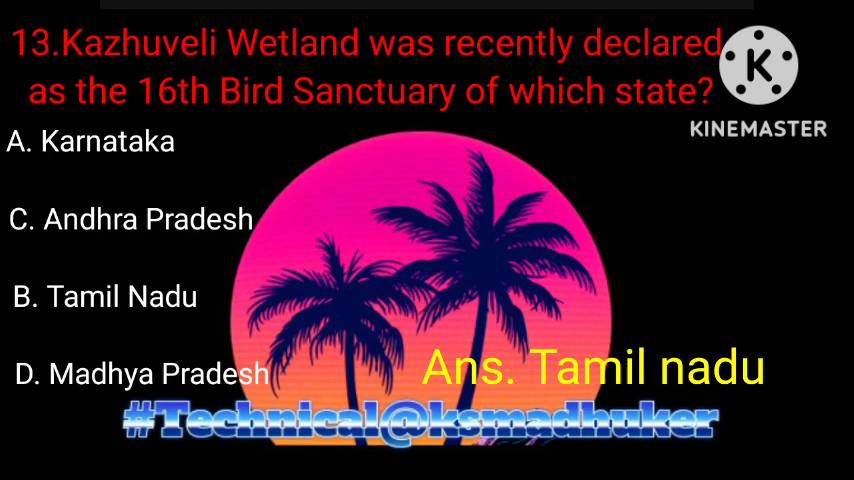 13.Kazhuveli Wetland was recently declared
as the 16th Bird Sanctuary of which state?
K
KINEMASTER
A. Karnataka
C. Andhra Pradesh
B. Tamil Nadu
D. Madhya Pradesh
Ans. Tamil nadu
#Technical@ksmadhuker